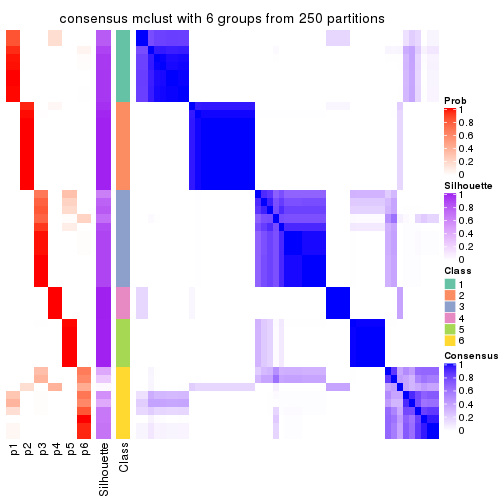 consensus mclust with 6 groups from 250 partitions
Prob
1
0.8
0.6
0.4
0.2
0
Silhouette
1
0.8
0.6
0.4
0.2
0
Class
1
2
3
4
5
6
Consensus
1
0.8
0.6
0.4
0.2
0
p1
p2
p3
p4
p5
p6
Silhouette
Class